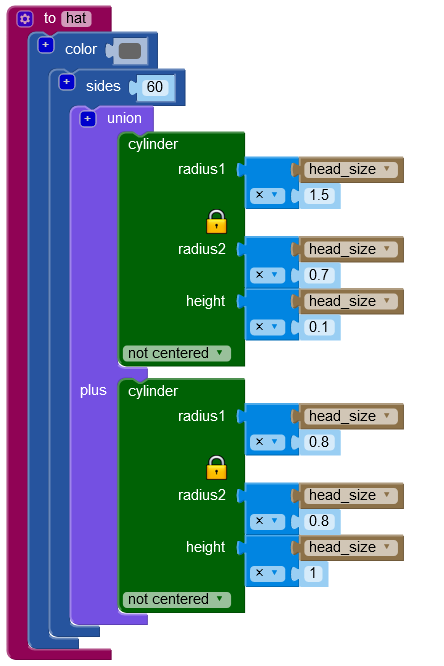 to hat
color
sides 60
union
cylinder
radius1 head_size
× 1.5
radius2 head_size
× 0.7
height head_size
× 0.1
not centered
plus cylinder
radius1 head_size
× 0.8
radius2 head_size
× 0.8
height head_size
× 1
not centered